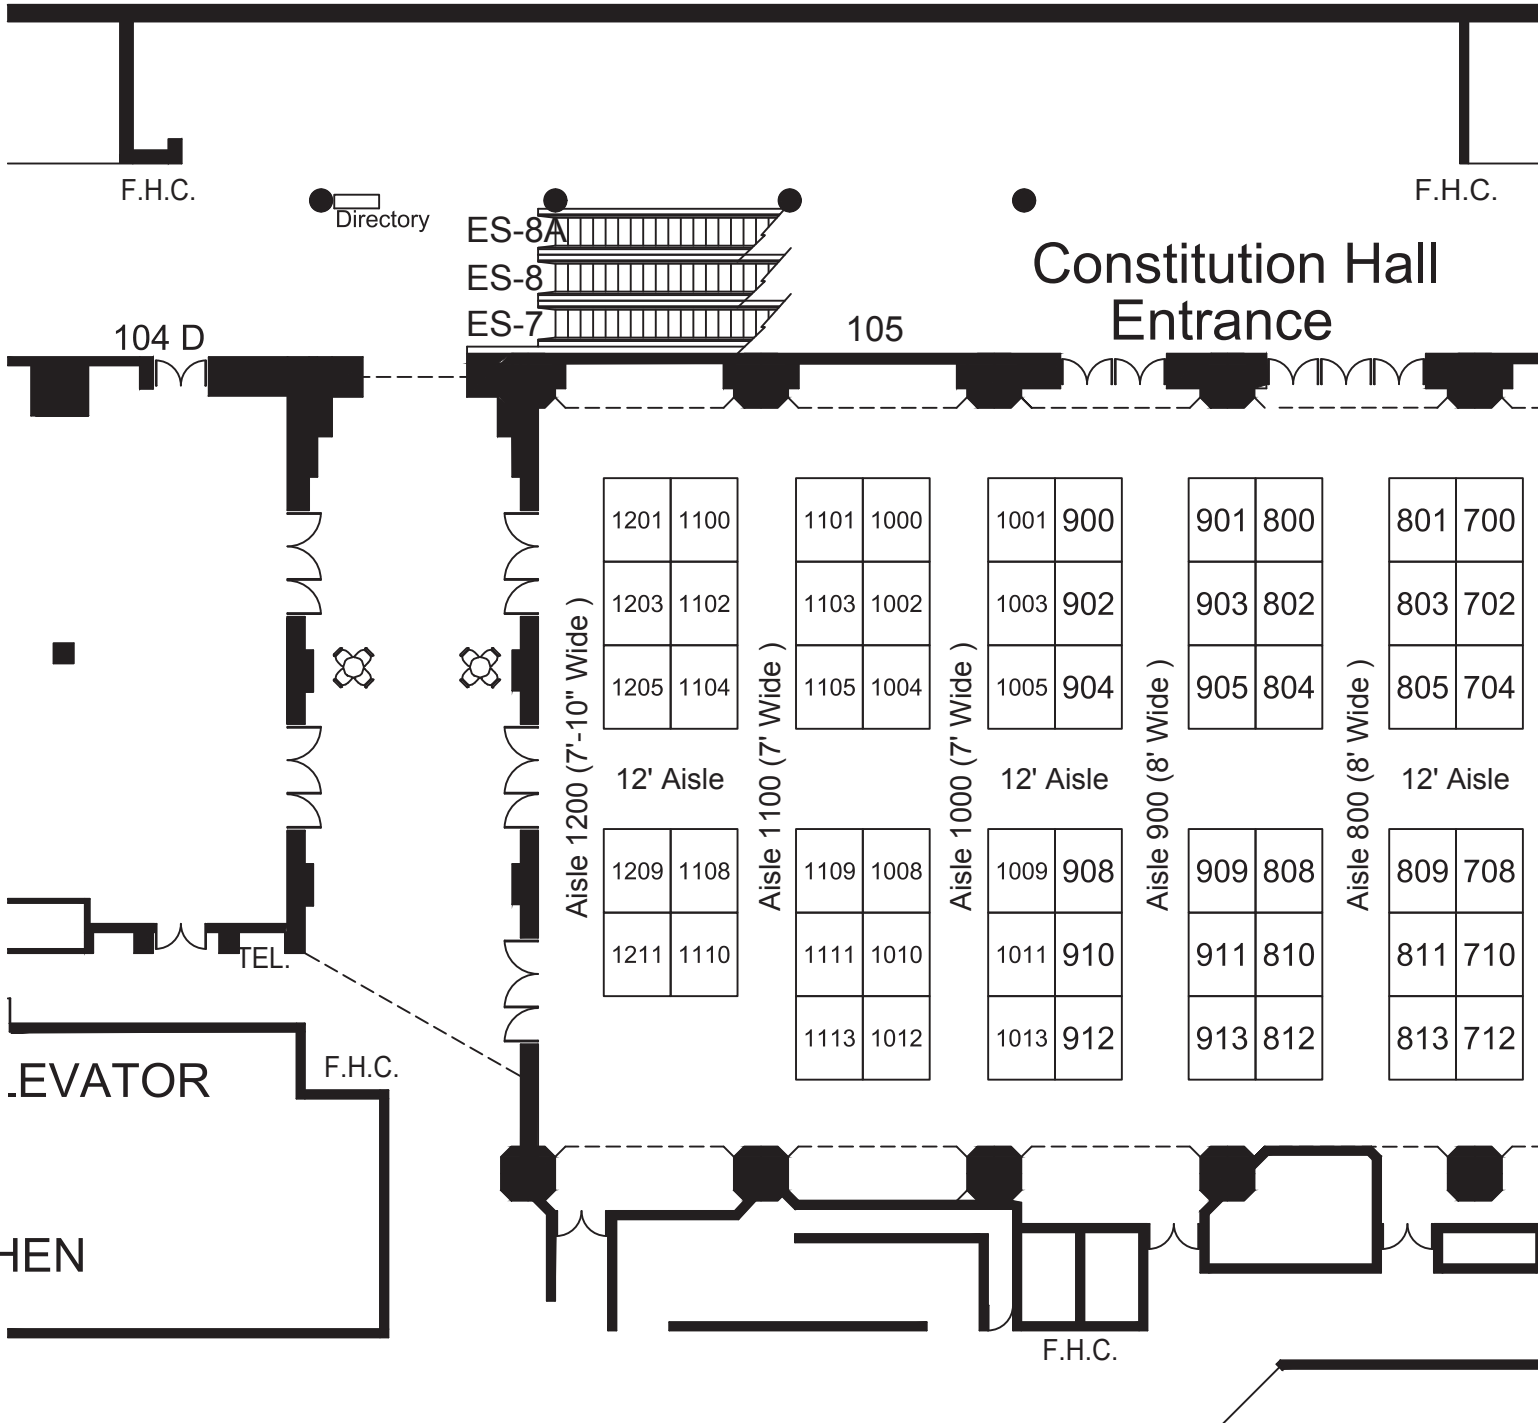 F.H.C.
F.H.C.
Directory
ES-8A
ES-8
ES-7
Constitution Hall
Entrance
104 D
105
1201 1100 1101 1000 1001 900 901 800 801 700
1203 1102 1103 1002 1003 902 903 802 803 702
1205 1104 1105 1004 1005 904 905 804 805 704
Aisle 1200 (7'-10" Wide )
Aisle 1100 (7' Wide )
Aisle 1000 (7' Wide )
Aisle 900 (8' Wide )
Aisle 800 (8' Wide )
12' Aisle
12' Aisle
12' Aisle
1209 1108 1109 1008 1009 908 909 808 809 708
1211 1110 1111 1010 1011 910 911 810 811 710
1113 1012 1013 912 913 812 813 712
TEL.
F.H.C.
EVATOR
HEN
F.H.C.